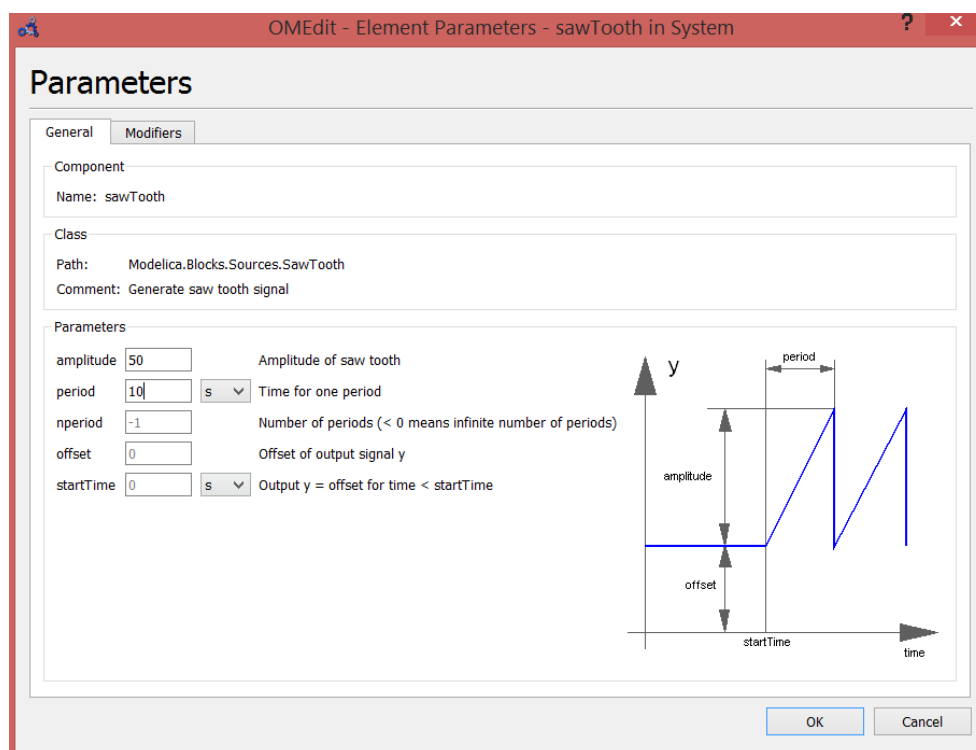 OMEdit - Element Parameters - sawTooth in System
? ×
Parameters
General Modifiers
Component
Name: sawTooth
Class
Path: Modelica.Blocks.Sources.SawTooth
Comment: Generate saw tooth signal
Parameters
amplitude 50 Amplitude of saw tooth
period 10 s Time for one period
nperiod -1 Number of periods (< 0 means infinite number of periods)
offset 0 Offset of output signal y
startTime 0 s Output y = offset for time < startTime
y
period
amplitude
offset
startTime
time
OK Cancel